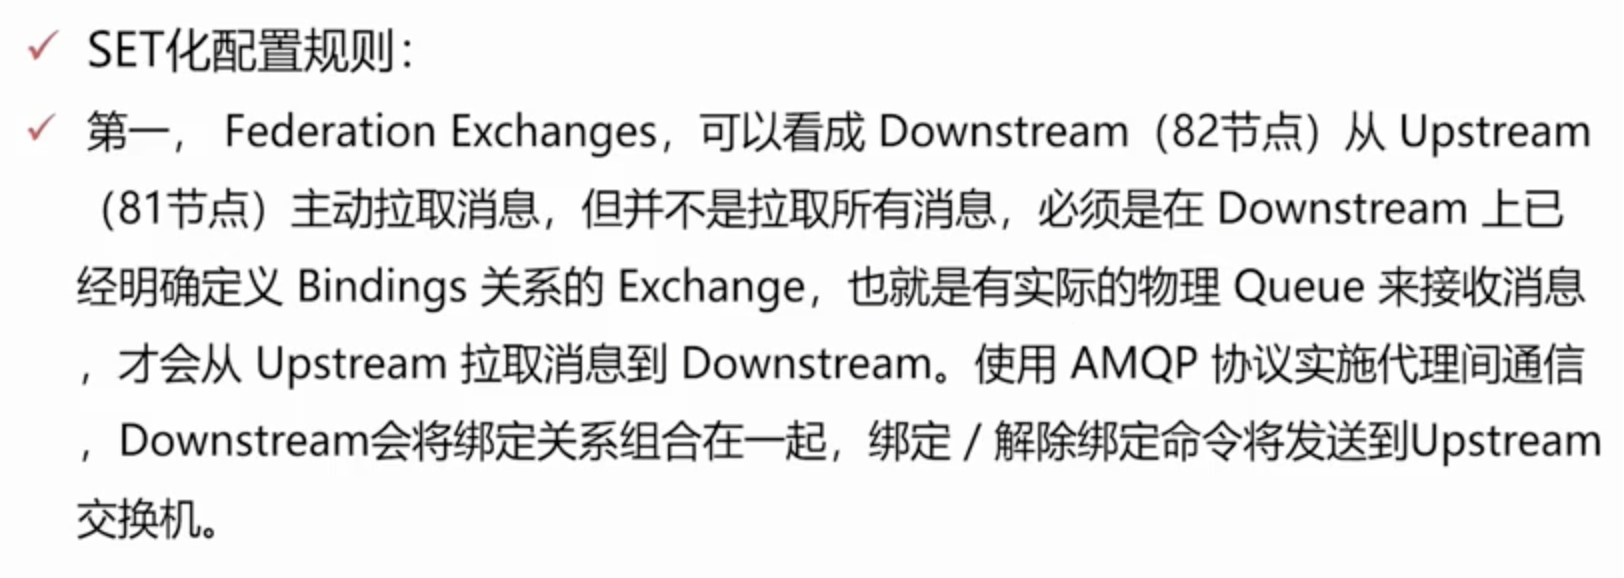 ✓ SET化配置规则：
✓ 第一， Federation Exchanges，可以看成 Downstream（82节点）从 Upstream
（81节点）主动拉取消息，但并不是拉取所有消息，必须是在 Downstream 上已
经明确定义 Bindings 关系的 Exchange，也就是有实际的物理 Queue 来接收消息
，才会从 Upstream 拉取消息到 Downstream。使用 AMQP 协议实施代理间通信
，Downstream会将绑定关系组合在一起，绑定 / 解除绑定命令将发送到Upstream
交换机。